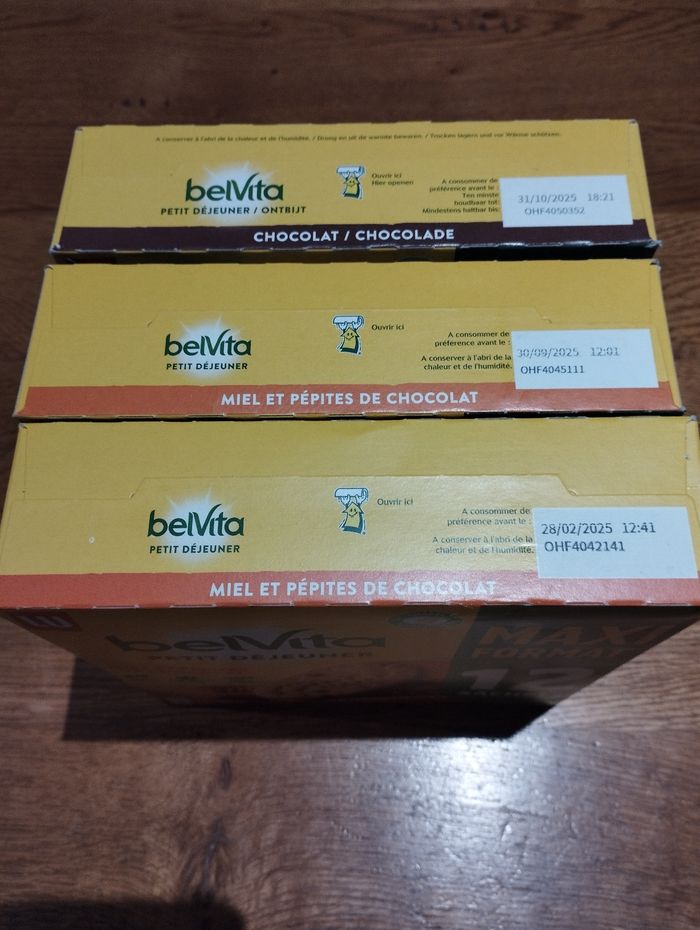 A conserver à l'abri de la chaleur et de l'humidité. / Droog en uit de warmte bewaren. / Trocken lagern und vor Wärme schützen.
belVita
PETIT DÉJEUNER / ONTBIJT
Ouvrir ici
Hier openen
A consommer de
préférence avant le :
Ten minste
houdbaar tot:
Mindestens haltbar bis:
31/10/2025 18:21
OHF4050352
CHOCOLAT / CHOCOLADE
belVita
PETIT DÉJEUNER
Ouvrir ici
A consommer de
préférence avant le :
A conserver à l'abri de la
chaleur et de l'humidité.
30/09/2025 12:01
OHF4045111
MIEL ET PÉPITES DE CHOCOLAT
belVita
PETIT DÉJEUNER
Ouvrir ici
A consommer de
préférence avant le :
A conserver à l'abri de la
chaleur et de l'humidité.
28/02/2025 12:41
OHF4042141
MIEL ET PÉPITES DE CHOCOLAT
LU
belVita
PETIT DÉJEUNER
MAXI
FORMAT